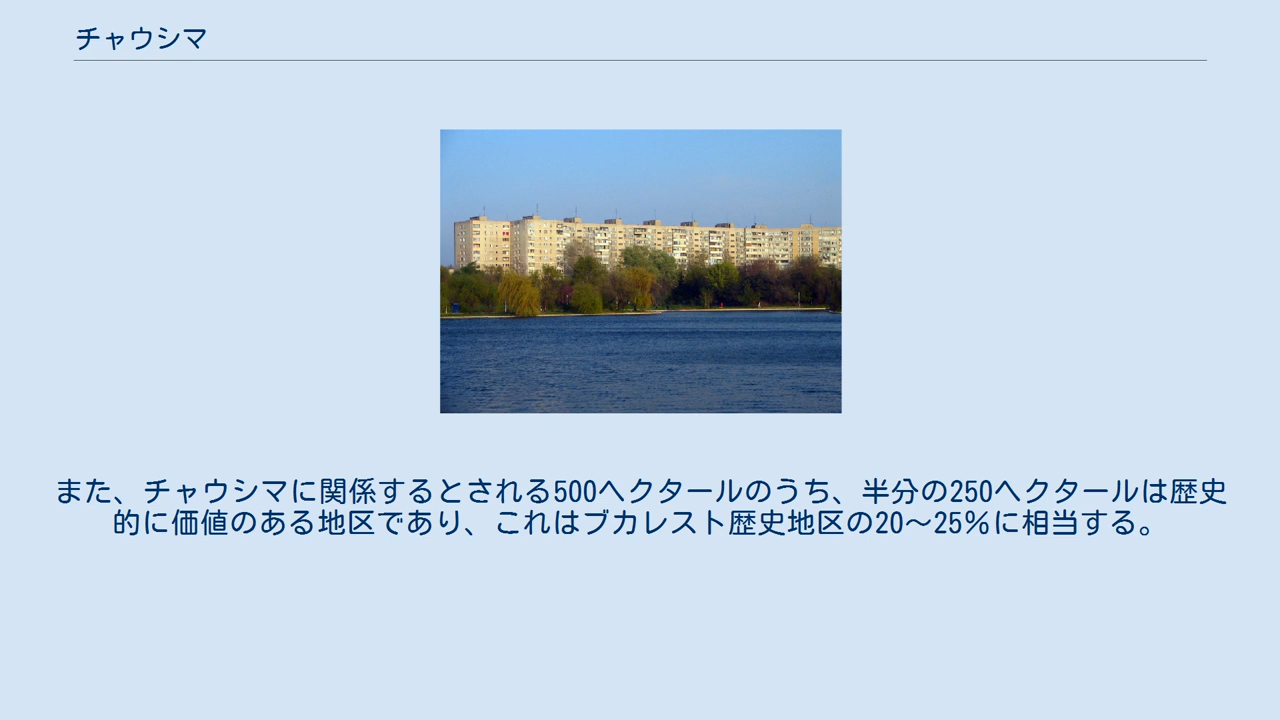 チャウシマ
また、チャウシマに関係するとされる500ヘクタールのうち、半分の250ヘクタールは歴史
的に価値のある地区であり、これはブカレスト歴史地区の20～25％に相当する。